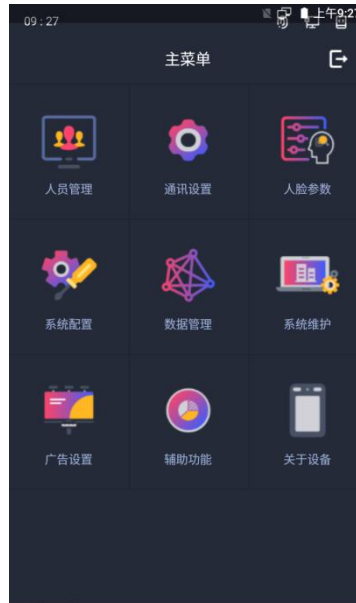 09:27
上午9:27
主菜单
人员管理 通讯设置 人脸参数
系统配置 数据管理 系统维护
广告设置 辅助功能 关于设备